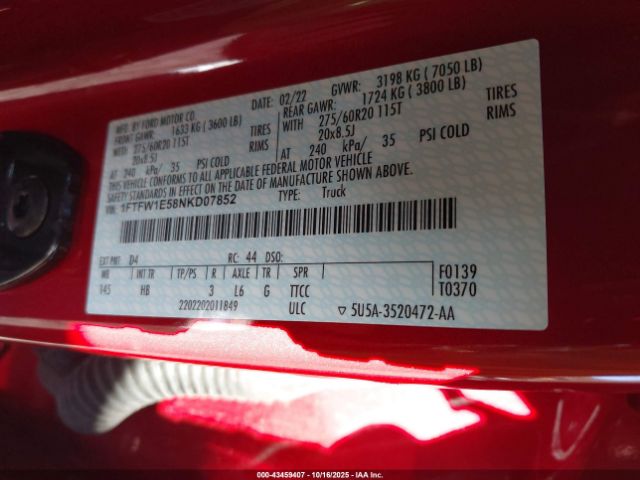 MFG. BY FORD MOTOR CO.
DATE: 02/22 GVWR: 3198 KG ( 7050 LB)
FRONT GAWR: 1633 KG ( 3600 LB) REAR GAWR: 1724 KG ( 3800 LB)
WITH 275/60R20 115T TIRES WITH 275/60R20 115T TIRES
20x8.5J RIMS 20x8.5J RIMS
AT 240 kPa/ 35 PSI COLD AT 240 kPa/ 35 PSI COLD
THIS VEHICLE CONFORMS TO ALL APPLICABLE FEDERAL MOTOR VEHICLE
SAFETY STANDARDS IN EFFECT ON THE DATE OF MANUFACTURE SHOWN ABOVE.
VIN: 1FTFW1E58NKD07852 TYPE: Truck
EXT PNT: D4 RC: 44 DSO: F0139
WB INT TR TP/PS R AXLE TR SPR T0370
145 HB 3 L6 G TTCC
2202202011849 ULC ▽ 5U5A-3520472-AA
000-43459407 - 10/16/2025 - IAA Inc.